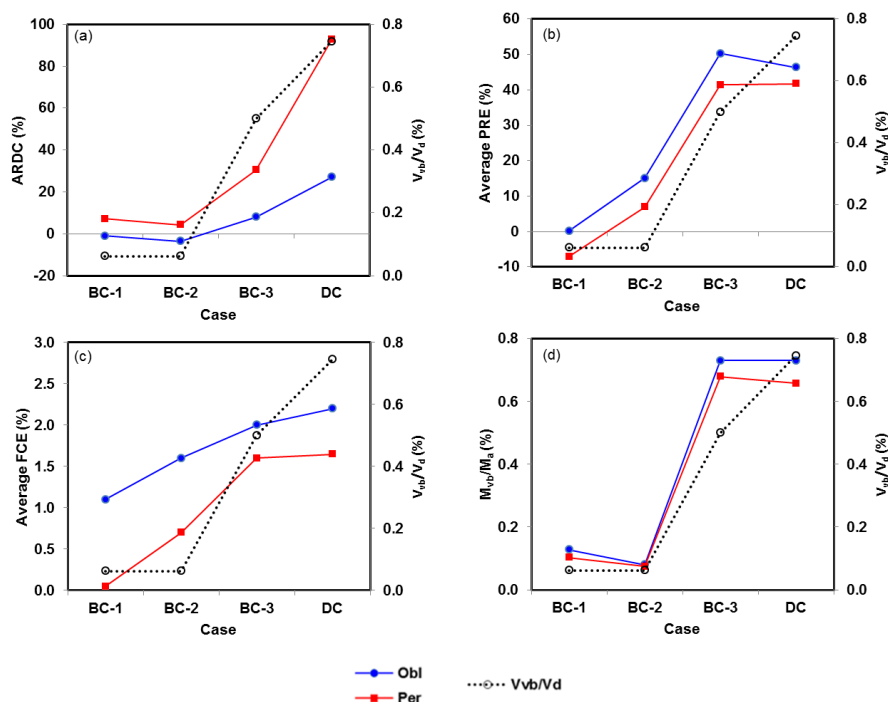 (a)
100
80
60
40
20
0
-20
ARDC (%)
0.8
0.6
0.4
0.2
0.0
Vvb/Vd (%)
BC-1 BC-2 BC-3 DC
Case
(b)
60
50
40
30
20
10
0
-10
Average PRE (%)
0.8
0.6
0.4
0.2
0.0
Vvb/Vd (%)
BC-1 BC-2 BC-3 DC
Case
(c)
3.0
2.5
2.0
1.5
1.0
0.5
0.0
Average FCE (%)
0.8
0.6
0.4
0.2
0.0
Vvb/Vd (%)
BC-1 BC-2 BC-3 DC
Case
(d)
0.8
0.6
0.4
0.2
0.0
Mvb/Ma (%)
0.8
0.6
0.4
0.2
0.0
Vvb/Vd (%)
BC-1 BC-2 BC-3 DC
Case
Obl
Per
Vvb/Vd